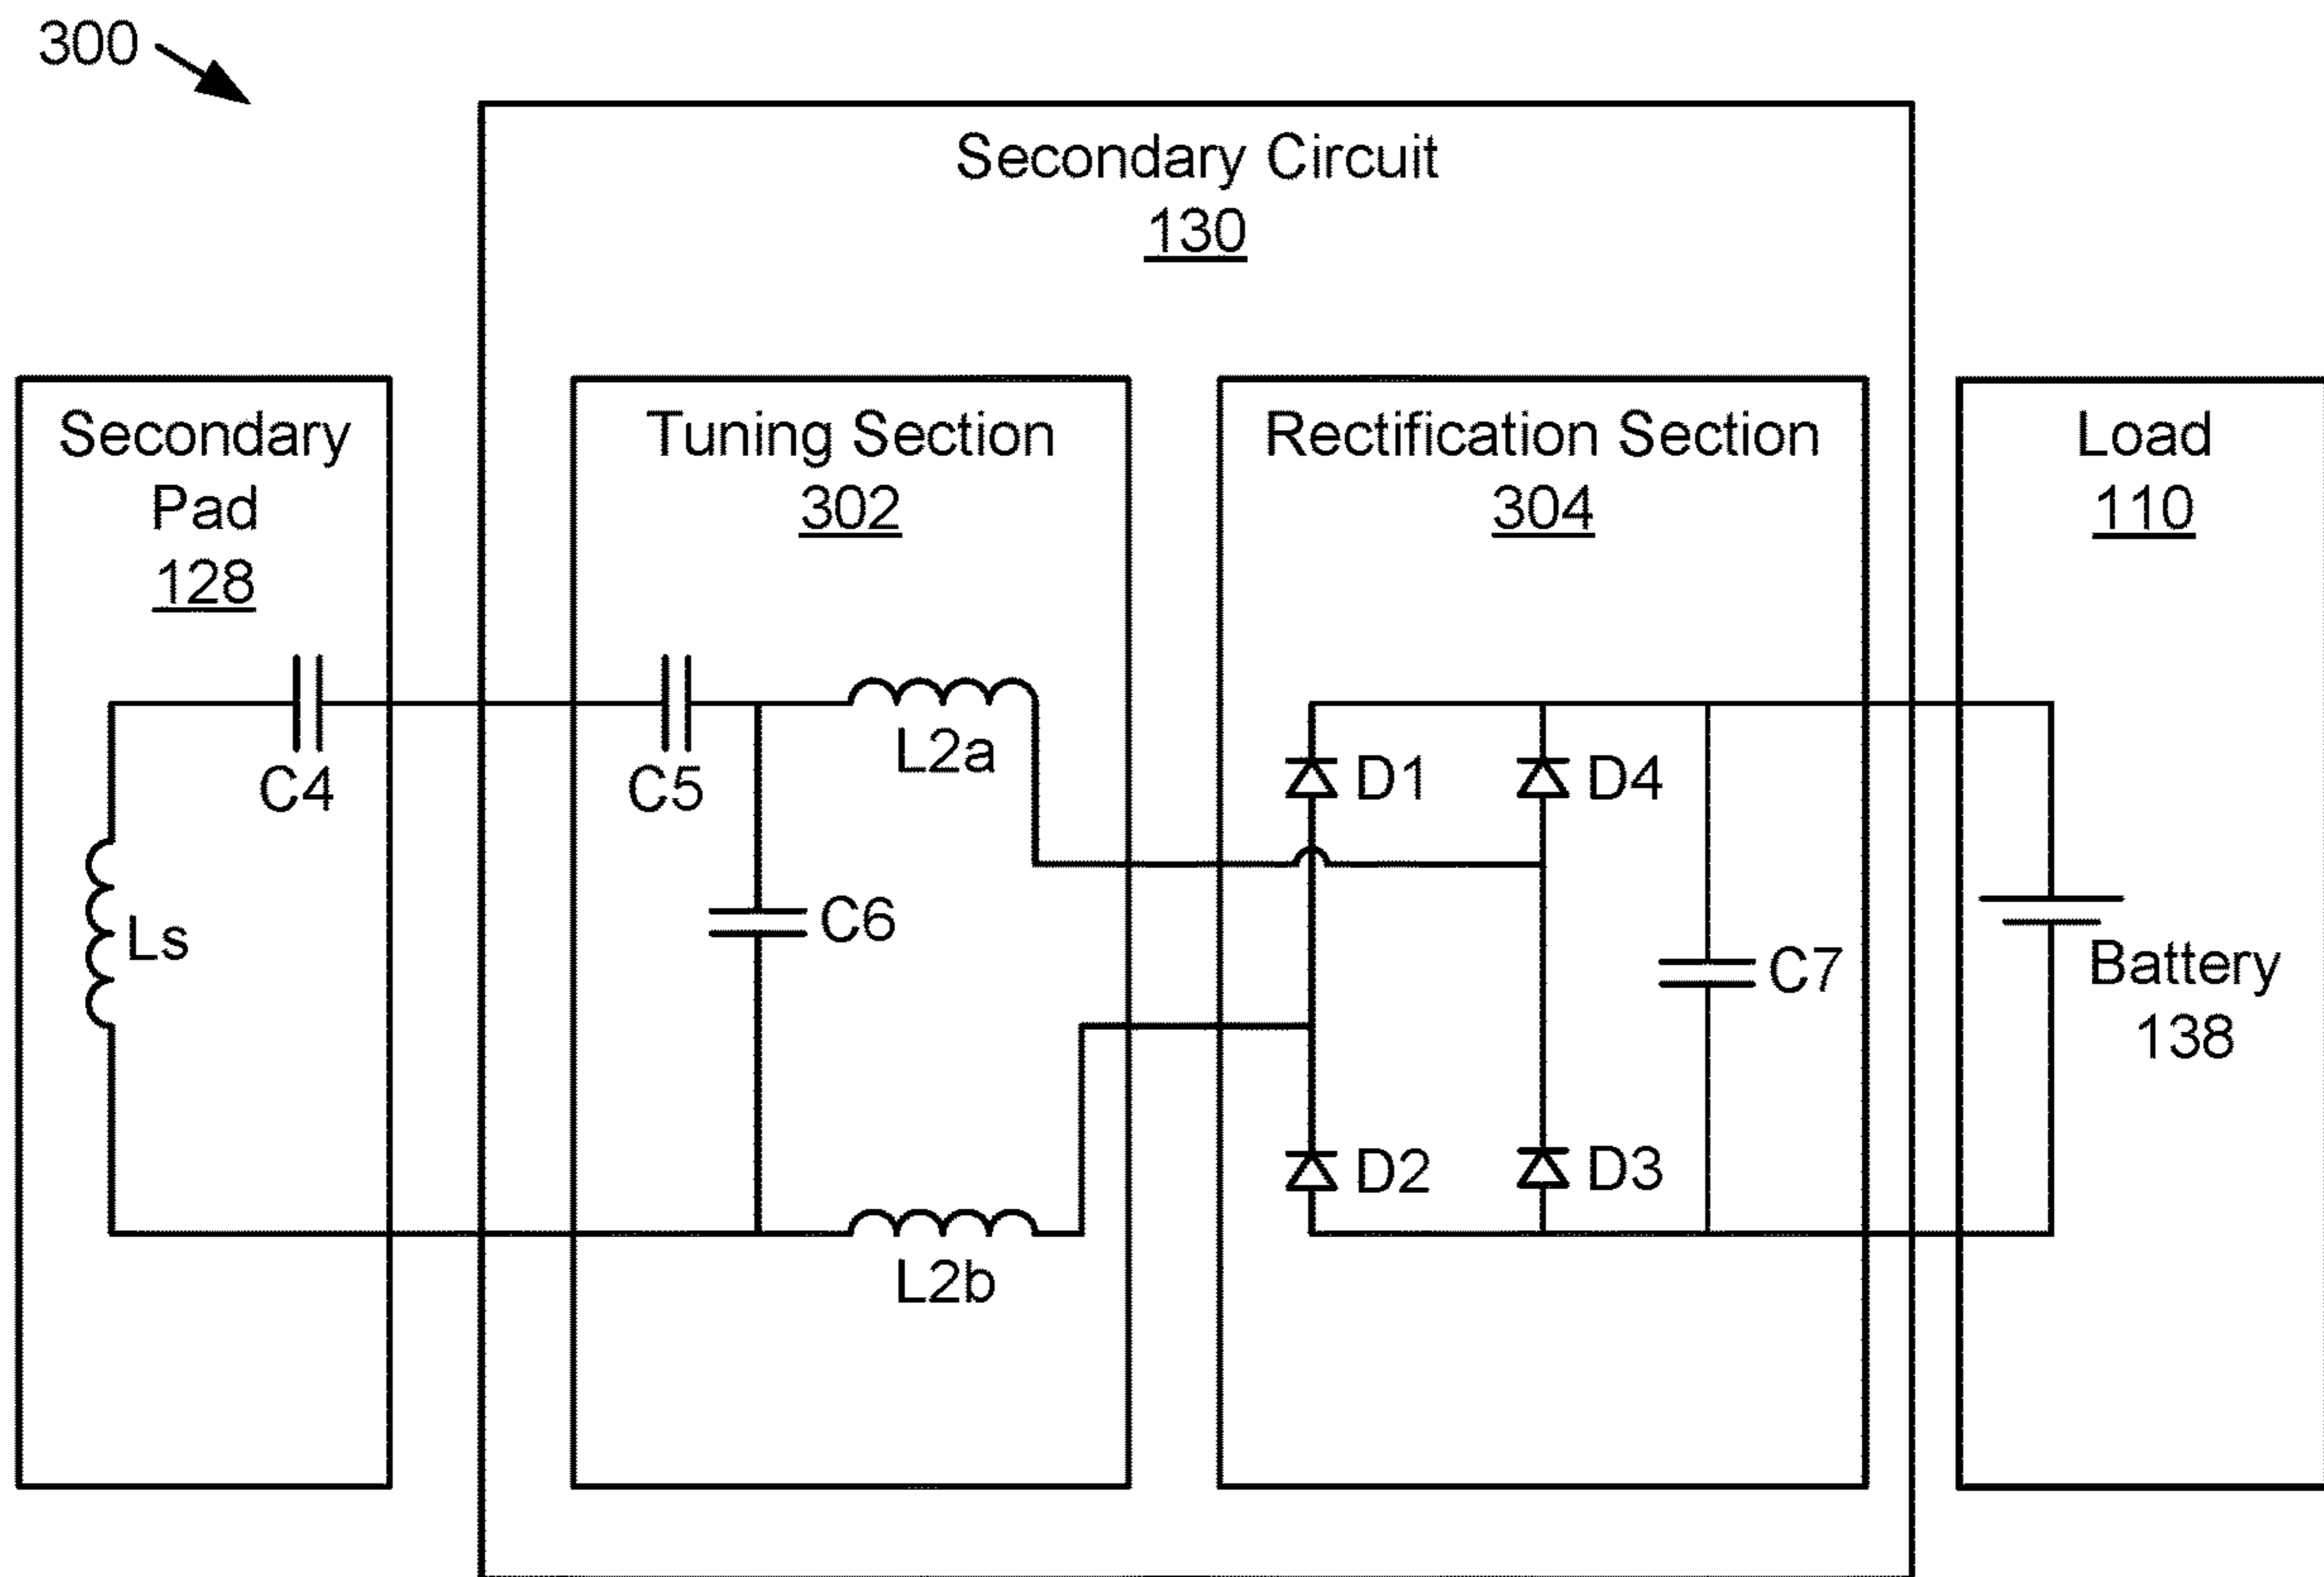 300
Secondary Circuit
130
Secondary
Pad
128
Tuning Section
302
Rectification Section
304
Load
110
C4
C5
L2a
D1
D4
Ls
C6
C7
Battery
138
D2
D3
L2b